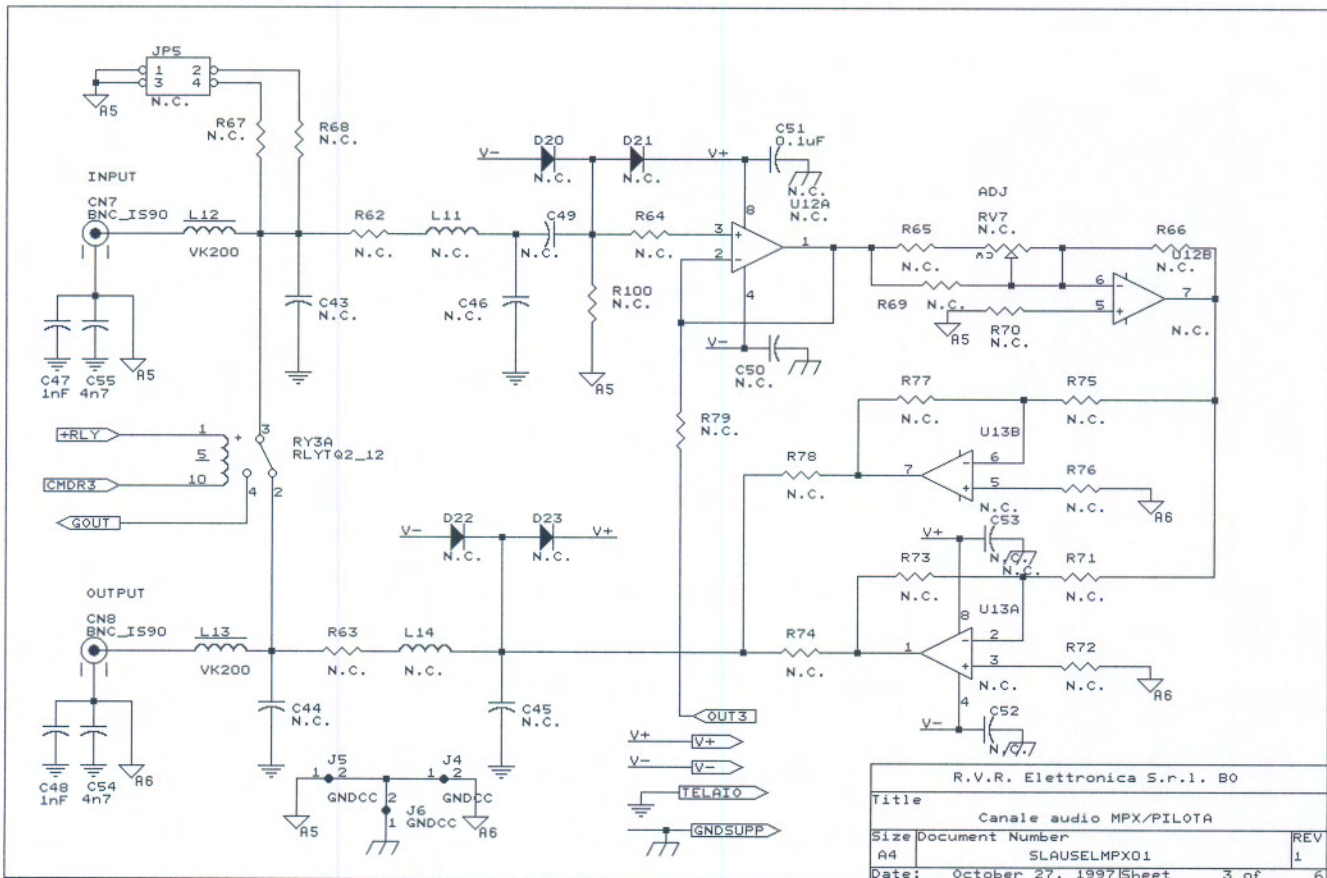 JP5
1 2
3 4
N.C.
A5
R67
N.C.
R68
N.C.
INPUT
CN7
BNC_IS90
L12
VK200
R62
N.C.
L11
N.C.
C49
N.C.
D20
N.C.
D21
N.C.
V-
V+
C51
0.1uF
N.C.
U12A
N.C.
8
R64
N.C.
3
2
1
4
ADJ
RV7
N.C.
R65
N.C.
R66
N.C.
U12B
6
5
7
N.C.
R69
N.C.
R70
N.C.
A5
C43
N.C.
C46
N.C.
R100
N.C.
A5
V-
C50
N.C.
C47
1nF
C55
4n7
A5
+RLY
CMDR3
GOUT
1
5
10
3
4
2
RY3A
RLYTQ2_12
R79
N.C.
R77
N.C.
R75
N.C.
U13B
R78
N.C.
7
6
5
N.C.
R76
N.C.
A6
D22
N.C.
D23
N.C.
V-
V+
V+
C53
N.C.
N.C.
R73
N.C.
R71
N.C.
U13A
8
R74
N.C.
1
2
3
4
N.C.
R72
N.C.
A6
V-
C52
N.C.
OUTPUT
CN8
BNC_IS90
L13
VK200
R63
N.C.
L14
N.C.
C44
N.C.
C45
N.C.
OUT3
C48
1nF
C54
4n7
A6
J5
1 2
GNDCC
J4
1 2
GNDCC
2
J6
1
GNDCC
A5
A6
V+ V+
V- V-
TELAIO
GNDSUPP
R.V.R. Elettronica S.r.l. BO
Title
Canale audio MPX/PILOTA
Size Document Number REV
A4 SLAUSELMPX01 1
Date: October 27, 1997 Sheet 3 of 6